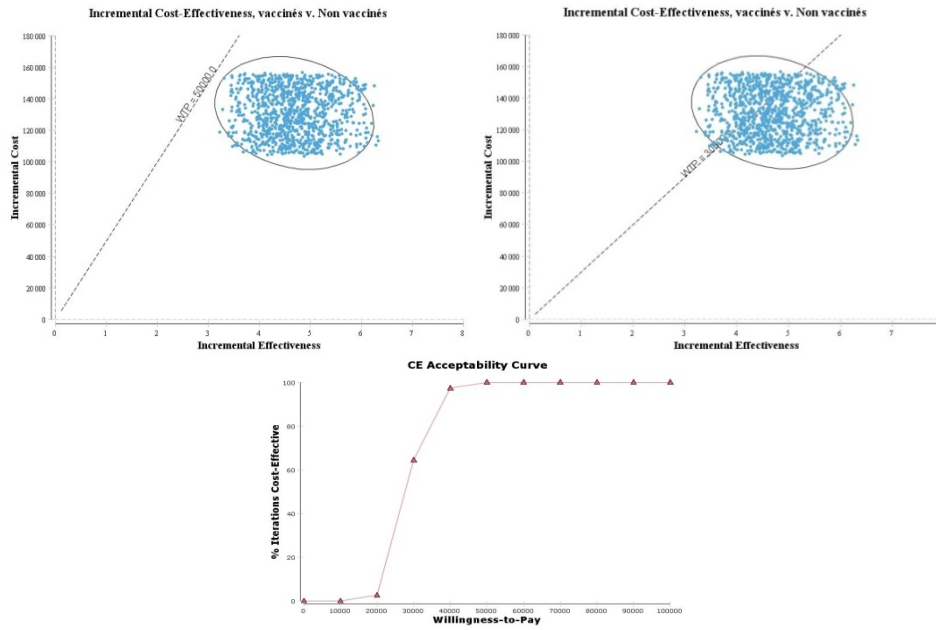 Incremental Cost-Effectiveness, vaccinés v. Non vaccinés
180 000
160 000
140 000
120 000
100 000
80 000
60 000
40 000
20 000
0
Incremental Cost
WTP = 50000,0
0 1 2 3 4 5 6 7 8
Incremental Effectiveness
Incremental Cost-Effectiveness, vaccinés v. Non vaccinés
180 000
160 000
140 000
120 000
100 000
80 000
60 000
40 000
20 000
0
Incremental Cost
WTP =
0 1 2 3 4 5 6 7
Incremental Effectiveness
CE Acceptability Curve
100
80
60
40
20
0
% Iterations Cost-Effective
0 10000 20000 30000 40000 50000 60000 70000 80000 90000 100000
Willingness-to-Pay